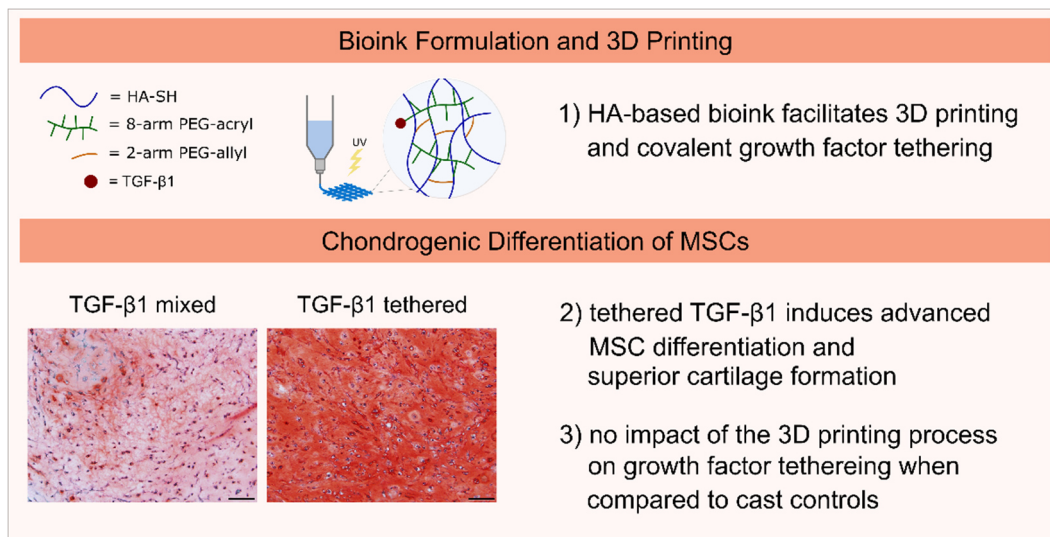 Bioink Formulation and 3D Printing
= HA-SH
= 8-arm PEG-acryl
= 2-arm PEG-allyl
= TGF-β1
UV
1) HA-based bioink facilitates 3D printing
and covalent growth factor tethering
Chondrogenic Differentiation of MSCs
TGF-β1 mixed
TGF-β1 tethered
2) tethered TGF-β1 induces advanced
MSC differentiation and
superior cartilage formation
3) no impact of the 3D printing process
on growth factor tethereing when
compared to cast controls